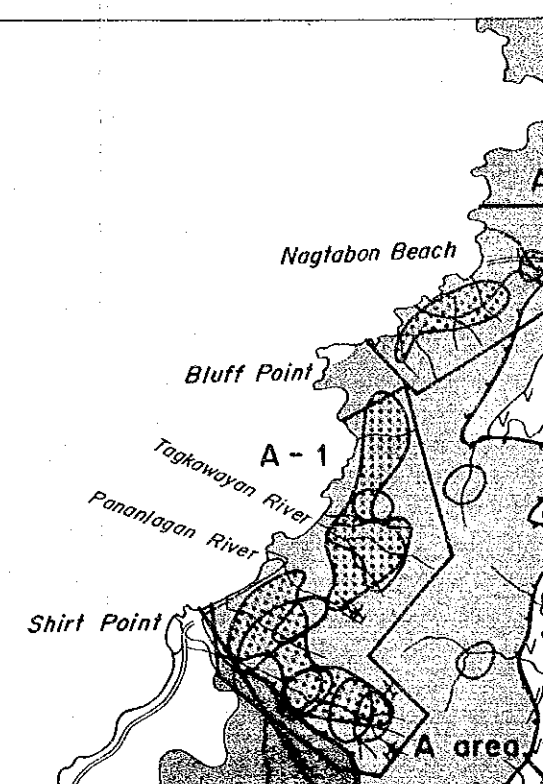 Nagtabon Beach
Bluff Point
A-1
Tagkawayan River
Pananlagan River
Shirt Point
A area